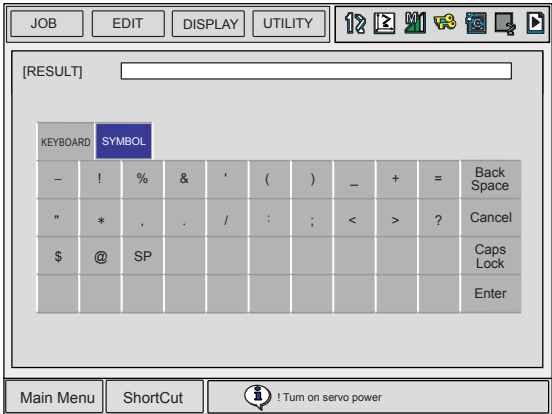 JOB EDIT DISPLAY UTILITY
[RESULT]
KEYBOARD SYMBOL
– ! % & ' ( ) _ + = Back Space
" * , . / : ; < > ? Cancel
$ @ SP Caps Lock
Enter
Main Menu ShortCut ! Turn on servo power